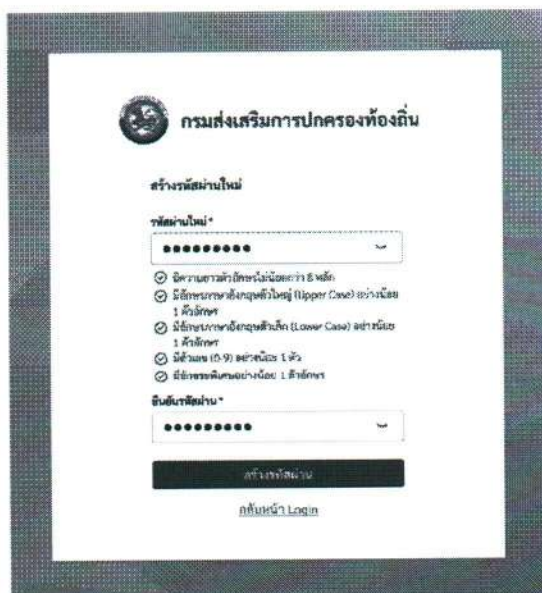 กรมส่งเสริมการปกครองท้องถิ่น
สร้างรหัสผ่านใหม่
รหัสผ่านใหม่ *
มีความยาวตัวอักษรไม่น้อยกว่า 8 หลัก
มีอักษรภาษาอังกฤษตัวใหญ่ (Upper Case) อย่างน้อย
1 ตัวอักษร
มีอักษรภาษาอังกฤษตัวเล็ก (Lower Case) อย่างน้อย
1 ตัวอักษร
มีตัวเลข (0-9) อย่างน้อย 1 ตัว
มีอักขระพิเศษอย่างน้อย 1 ตัวอักษร
ยืนยันรหัสผ่าน *
สร้างรหัสผ่าน
กลับหน้า Login